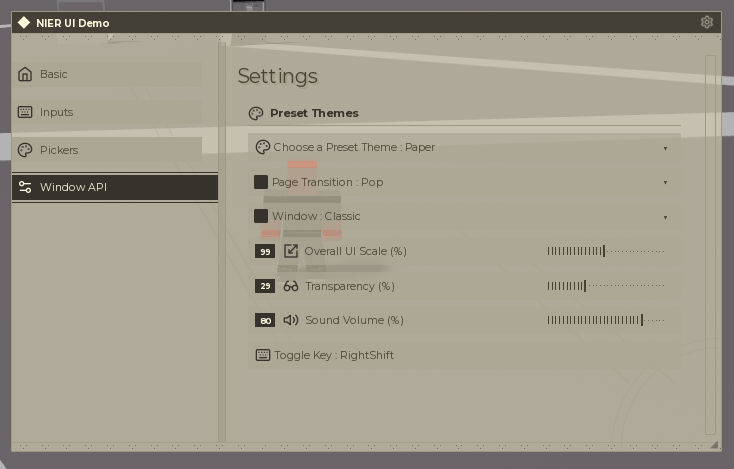 NIER UI Demo
Basic
Inputs
Pickers
Window API
Settings
Preset Themes
Choose a Preset Theme : Paper
Page Transition : Pop
Window : Classic
99 Overall UI Scale (%)
29 Transparency (%)
80 Sound Volume (%)
Toggle Key : RightShift